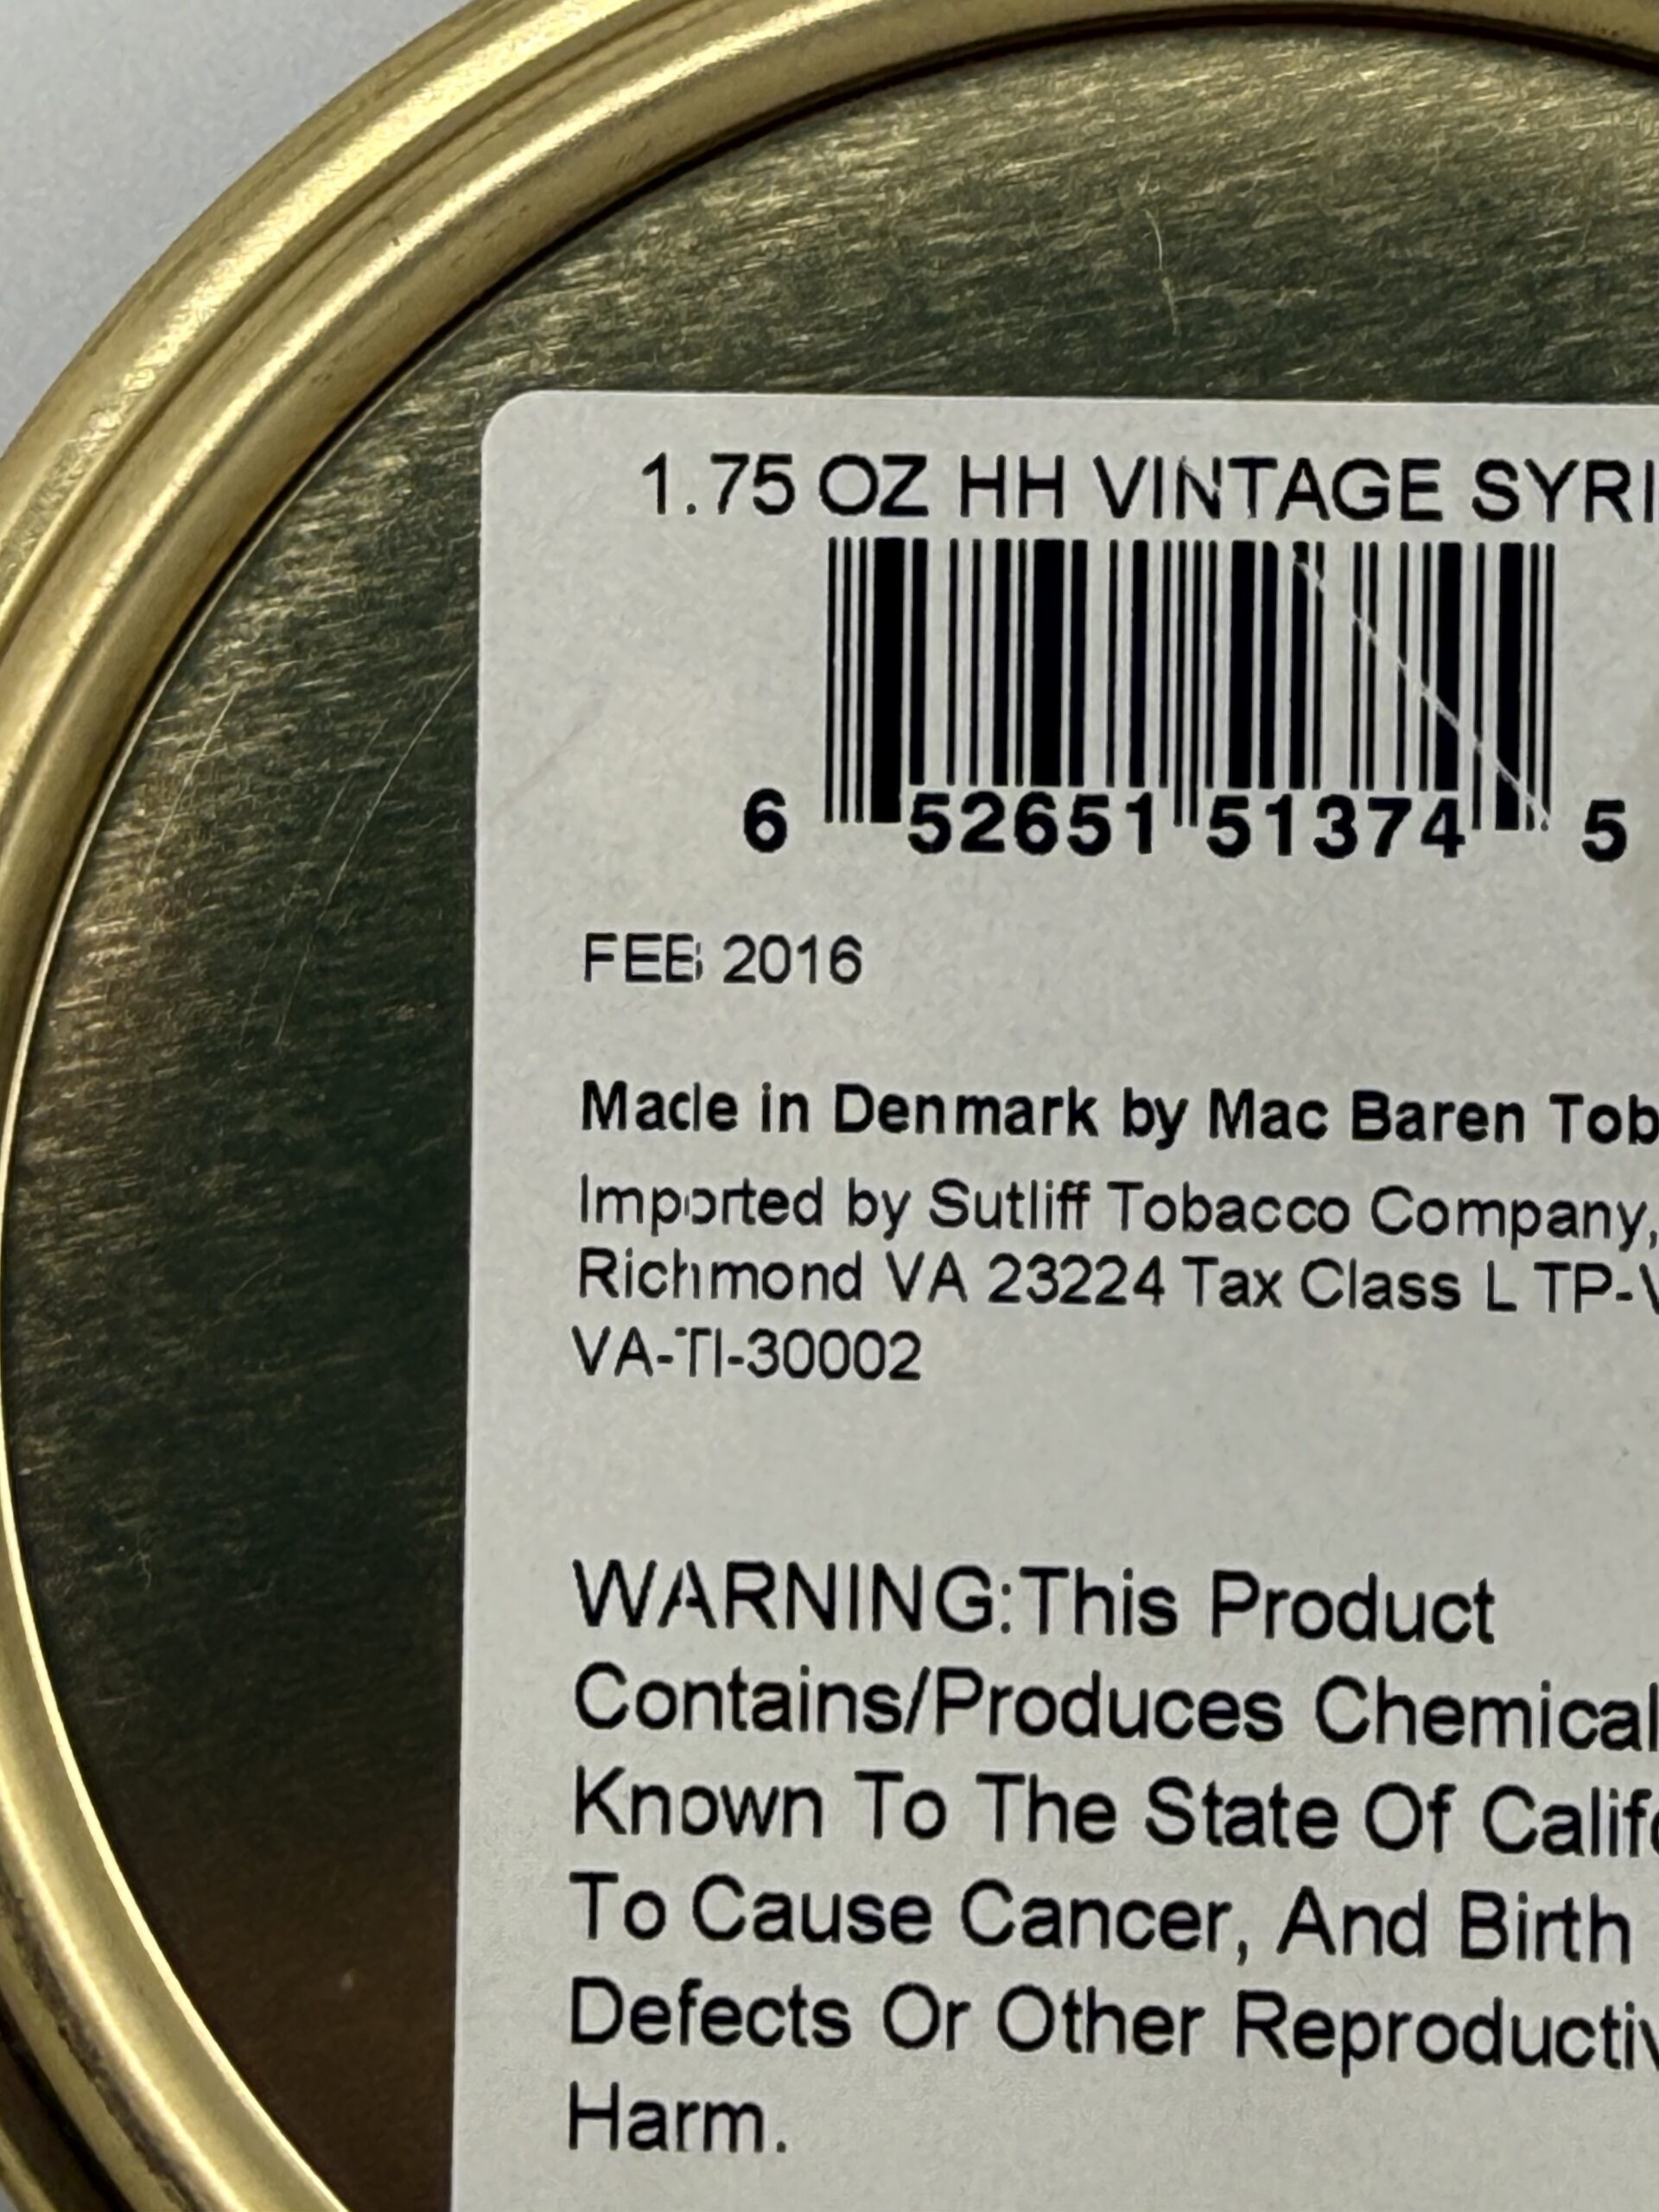 1.75 OZ HH VINTAGE SYRI
6 52651 51374 5
FEB 2016
Made in Denmark by Mac Baren Tob
Imported by Sutliff Tobacco Company,
Richmond VA 23224 Tax Class L TP-V
VA-TI-30002
WARNING:This Product
Contains/Produces Chemical
Known To The State Of Califo
To Cause Cancer, And Birth
Defects Or Other Reproductiv
Harm.